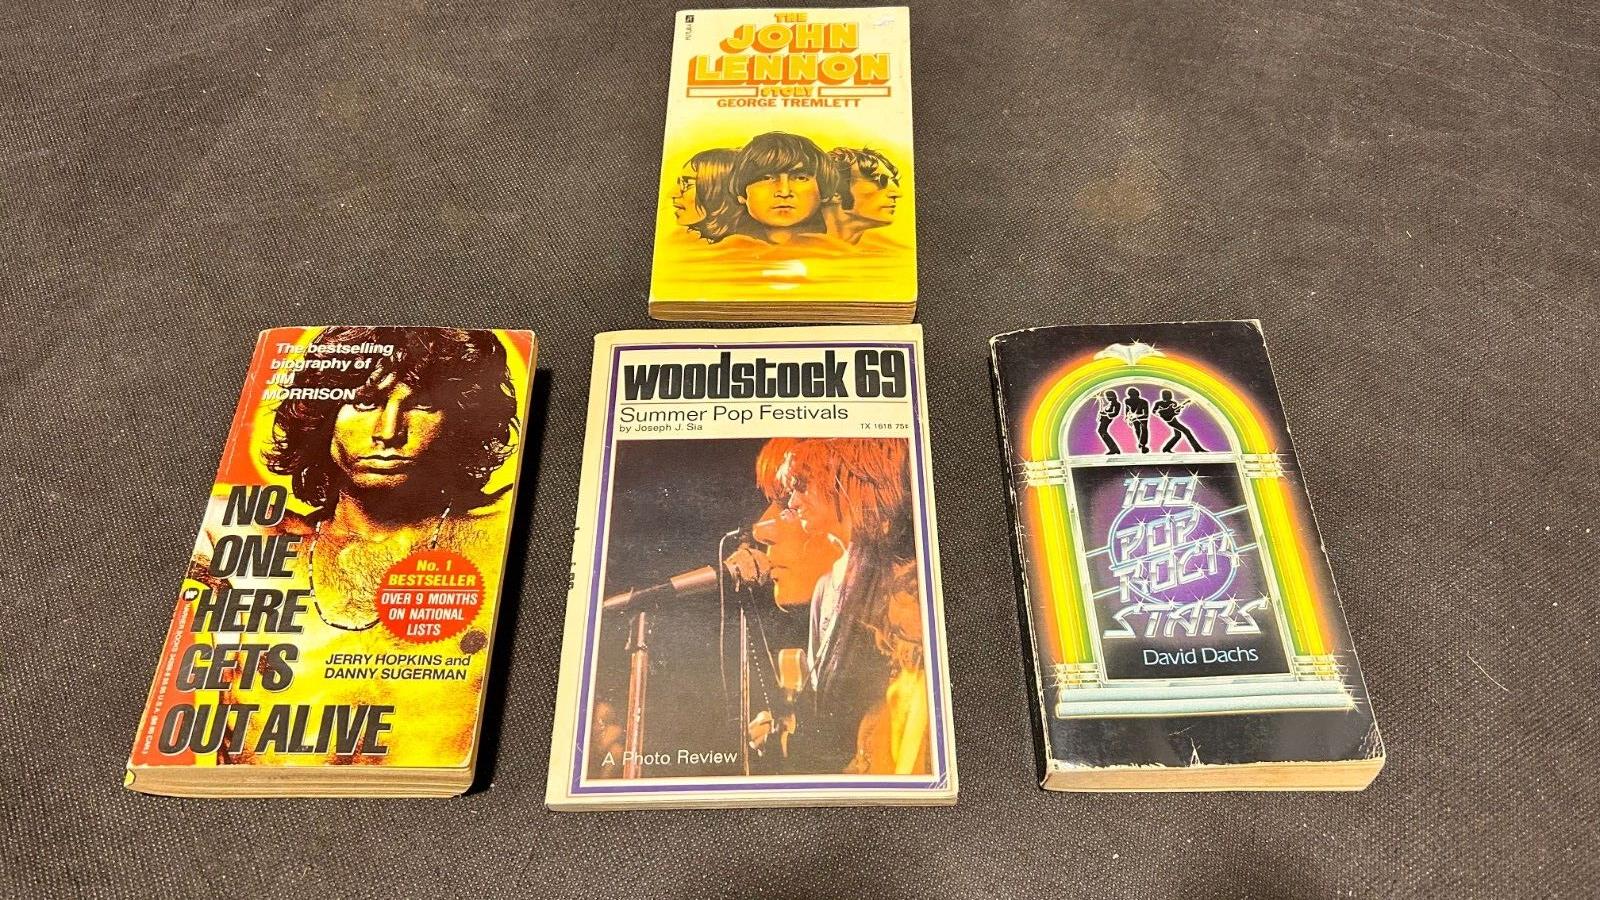 THE
JOHN
LENNON
STORY
GEORGE TREMLETT
The bestselling
biography of
JIM
MORRISON
NO
ONE
HERE
GETS
OUT ALIVE
No. 1
BESTSELLER
OVER 9 MONTHS
ON NATIONAL
LISTS
JERRY HOPKINS and
DANNY SUGERMAN
woodstock 69
Summer Pop Festivals
by Joseph J. Sia
TX 1618 75¢
A Photo Review
100
POP
ROCK
STARS
David Dachs